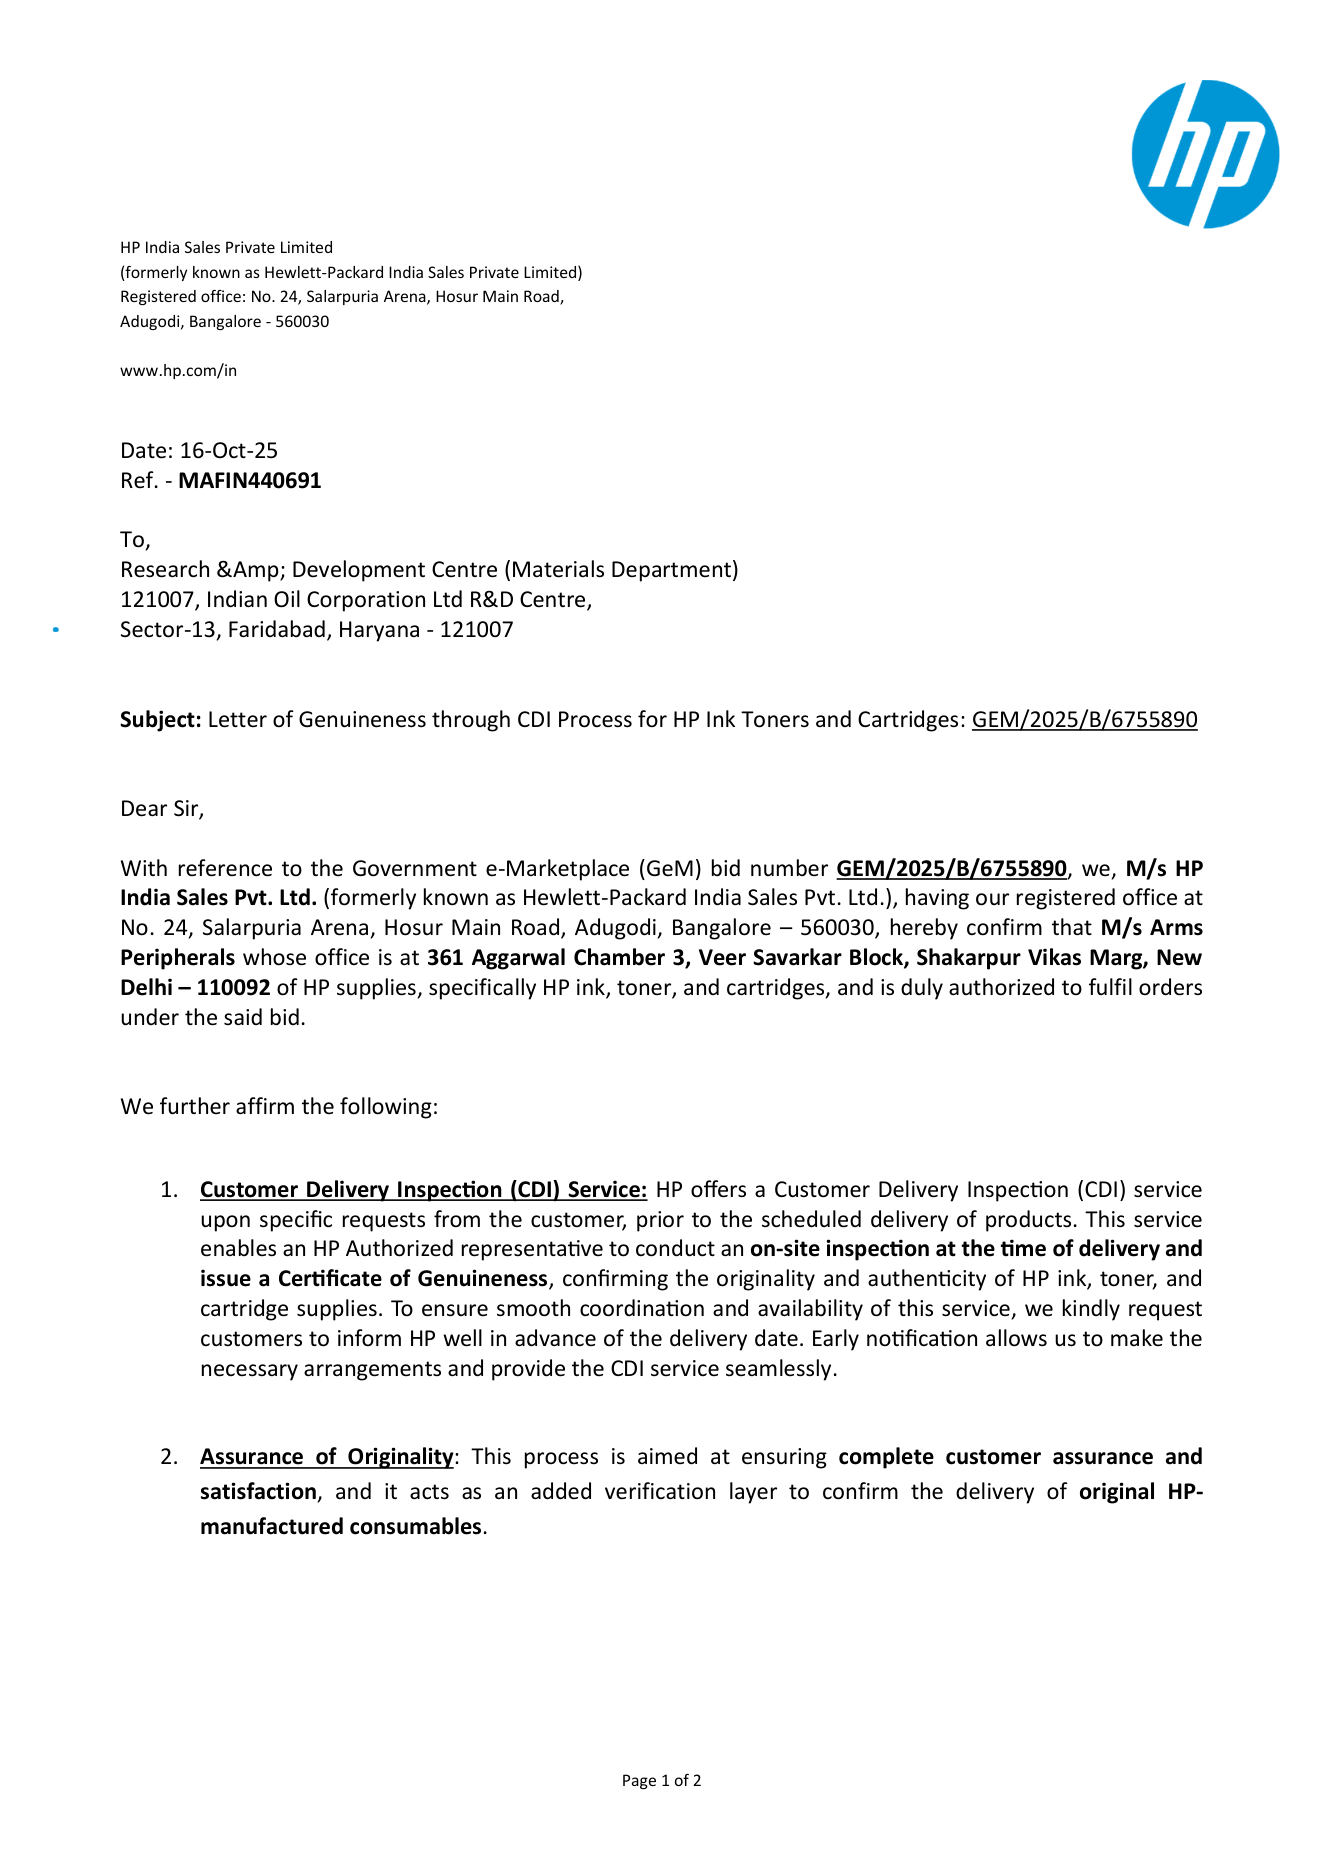 hp
HP India Sales Private Limited
(formerly known as Hewlett-Packard India Sales Private Limited)
Registered office: No. 24, Salarpuria Arena, Hosur Main Road,
Adugodi, Bangalore - 560030
www.hp.com/in
Date: 16-Oct-25
Ref. - MAFIN440691
To,
Research &Amp; Development Centre (Materials Department)
121007, Indian Oil Corporation Ltd R&D Centre,
Sector-13, Faridabad, Haryana - 121007
Subject: Letter of Genuineness through CDI Process for HP Ink Toners and Cartridges: GEM/2025/B/6755890
Dear Sir,
With reference to the Government e-Marketplace (GeM) bid number GEM/2025/B/6755890, we, M/s HP
India Sales Pvt. Ltd. (formerly known as Hewlett-Packard India Sales Pvt. Ltd.), having our registered office at
No. 24, Salarpuria Arena, Hosur Main Road, Adugodi, Bangalore – 560030, hereby confirm that M/s Arms
Peripherals whose office is at 361 Aggarwal Chamber 3, Veer Savarkar Block, Shakarpur Vikas Marg, New
Delhi – 110092 of HP supplies, specifically HP ink, toner, and cartridges, and is duly authorized to fulfil orders
under the said bid.
We further affirm the following:
1. Customer Delivery Inspection (CDI) Service: HP offers a Customer Delivery Inspection (CDI) service
upon specific requests from the customer, prior to the scheduled delivery of products. This service
enables an HP Authorized representative to conduct an on-site inspection at the time of delivery and
issue a Certificate of Genuineness, confirming the originality and authenticity of HP ink, toner, and
cartridge supplies. To ensure smooth coordination and availability of this service, we kindly request
customers to inform HP well in advance of the delivery date. Early notification allows us to make the
necessary arrangements and provide the CDI service seamlessly.
2. Assurance of Originality: This process is aimed at ensuring complete customer assurance and
satisfaction, and it acts as an added verification layer to confirm the delivery of original HP-
manufactured consumables.
Page 1 of 2